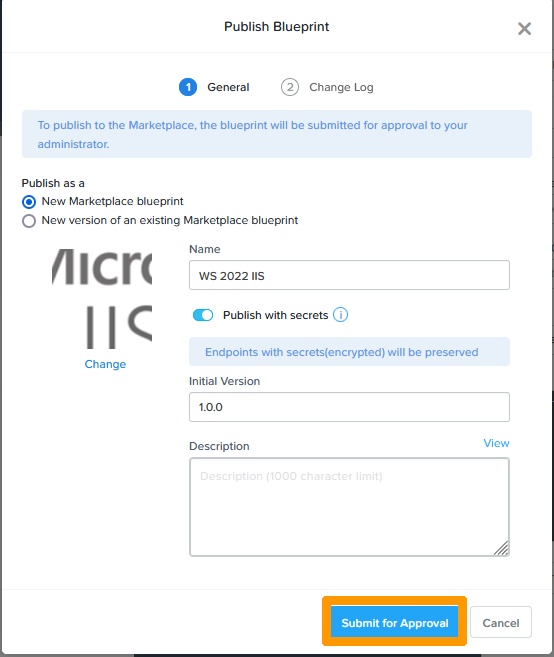 Publish Blueprint
1 General 2 Change Log
To publish to the Marketplace, the blueprint will be submitted for approval to your
administrator.
Publish as a
New Marketplace blueprint
New version of an existing Marketplace blueprint
Name
WS 2022 IIS
Publish with secrets
Endpoints with secrets(encrypted) will be preserved
Change
Initial Version
1.0.0
Description
View
Description (1000 character limit)
Submit for Approval
Cancel